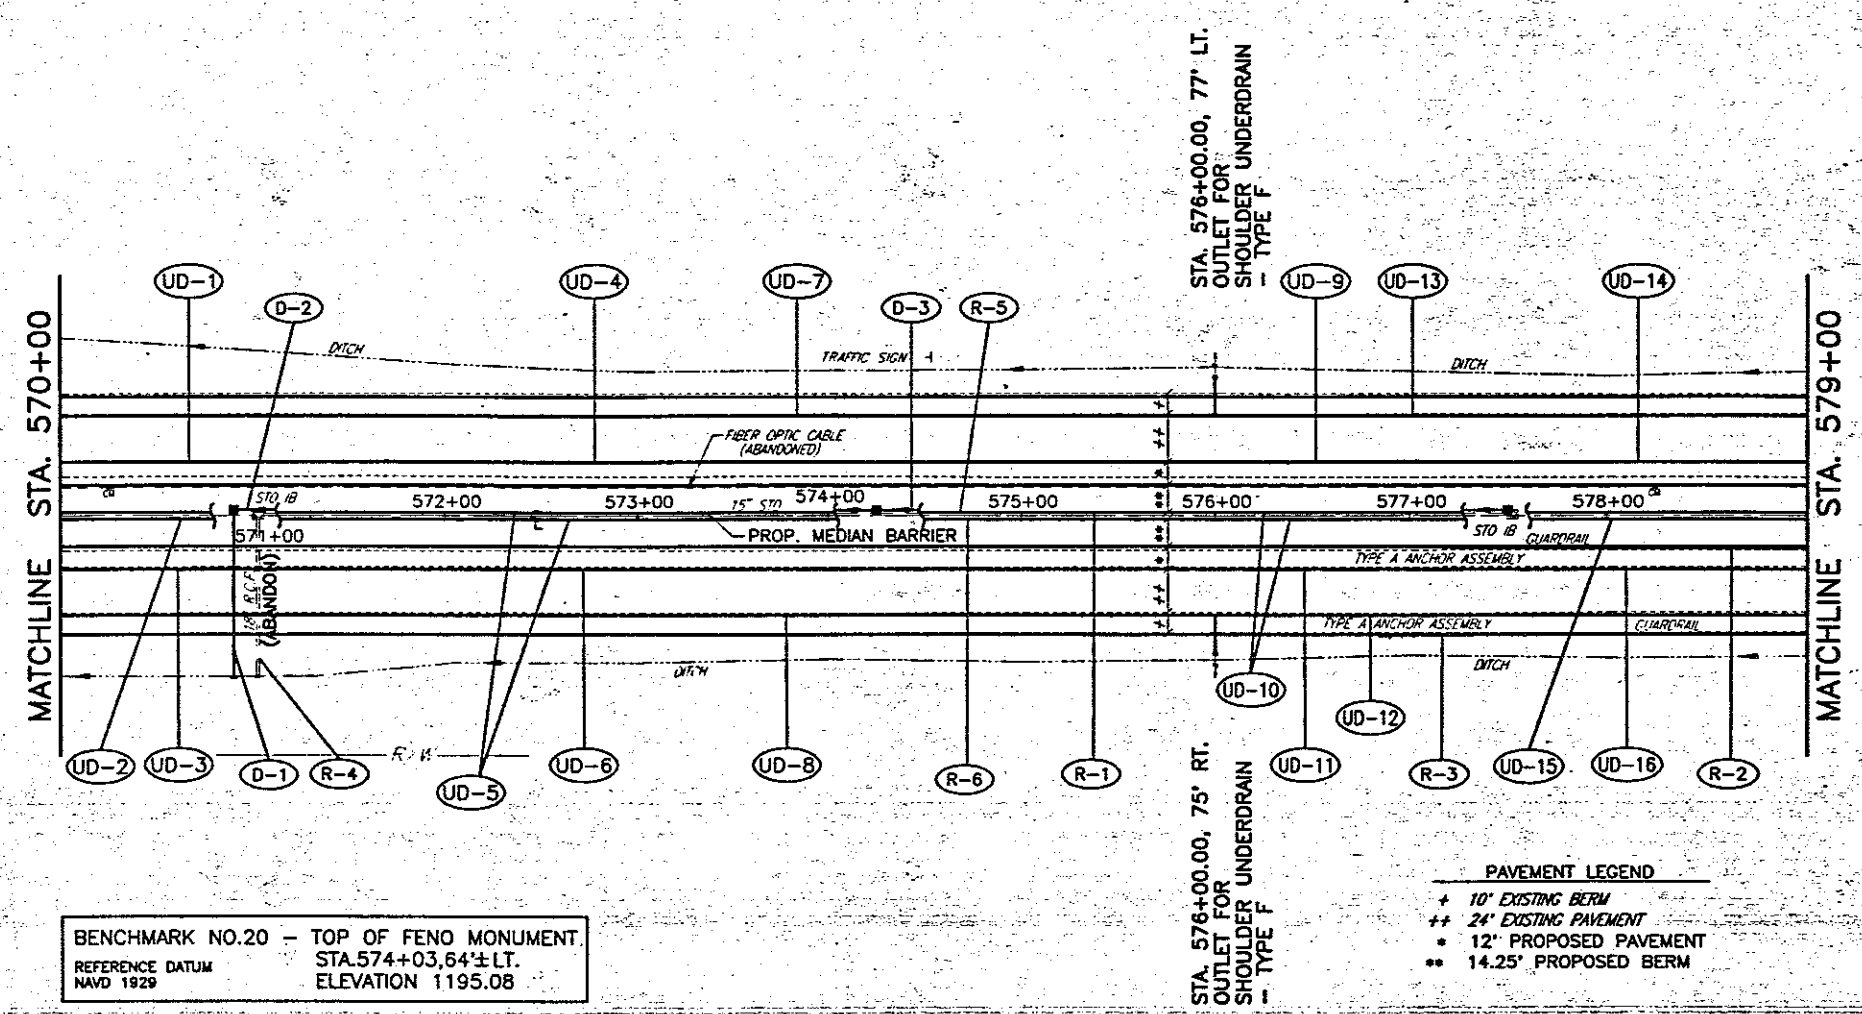 STA. 576+00.00, 77' LT.
OUTLET FOR
SHOULDER UNDERDRAIN
- TYPE F
UD-1
D-2
UD-4
UD-7
D-3
R-5
UD-9
UD-13
UD-14
MATCHLINE STA. 570+00
DITCH
TRAFFIC SIGN
DITCH
MATCHLINE STA. 579+00
FIBER OPTIC CABLE
(ABANDONED)
STO IB
572+00
573+00
15" STO
574+00
575+00
576+00
577+00
578+00
571+00
PROP. MEDIAN BARRIER
STO IB
GUARDRAIL
TYPE A ANCHOR ASSEMBLY
18" R.C.P.
(ABANDON)
TYPE A ANCHOR ASSEMBLY
GUARDRAIL
DITCH
DITCH
UD-10
UD-12
R/W
UD-2
UD-3
D-1
R-4
UD-5
UD-6
UD-8
R-6
R-1
UD-11
R-3
UD-15
UD-16
R-2
STA. 576+00.00, 75' RT.
OUTLET FOR
SHOULDER UNDERDRAIN
- TYPE F
PAVEMENT LEGEND
+ 10' EXISTING BERM
++ 24' EXISTING PAVEMENT
* 12' PROPOSED PAVEMENT
** 14.25' PROPOSED BERM
BENCHMARK NO.20 - TOP OF FENO MONUMENT
STA.574+03,64'±LT.
REFERENCE DATUM
NAVD 1929
ELEVATION 1195.08